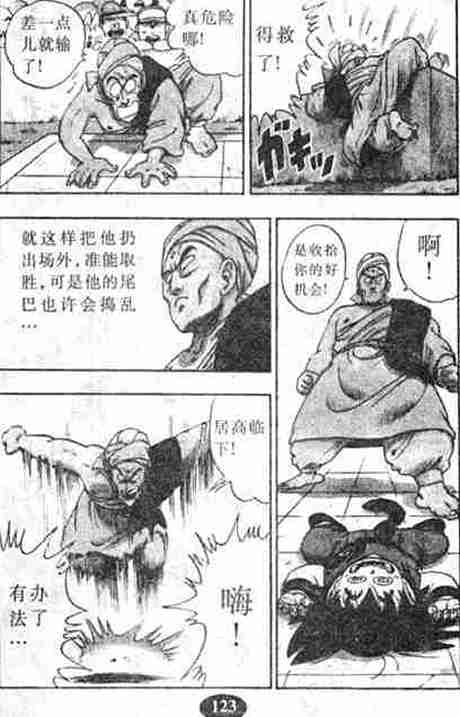 得救
了！
ガキッ
真危险
哪！
差一点
儿就输
了！
啊！
是收拾
你的好
机会！
就这样把他扔
出场外，准能取
胜，可是他的尾
巴也许会捣乱
…
居高临
下！
嗨！
有办
法了
…
123